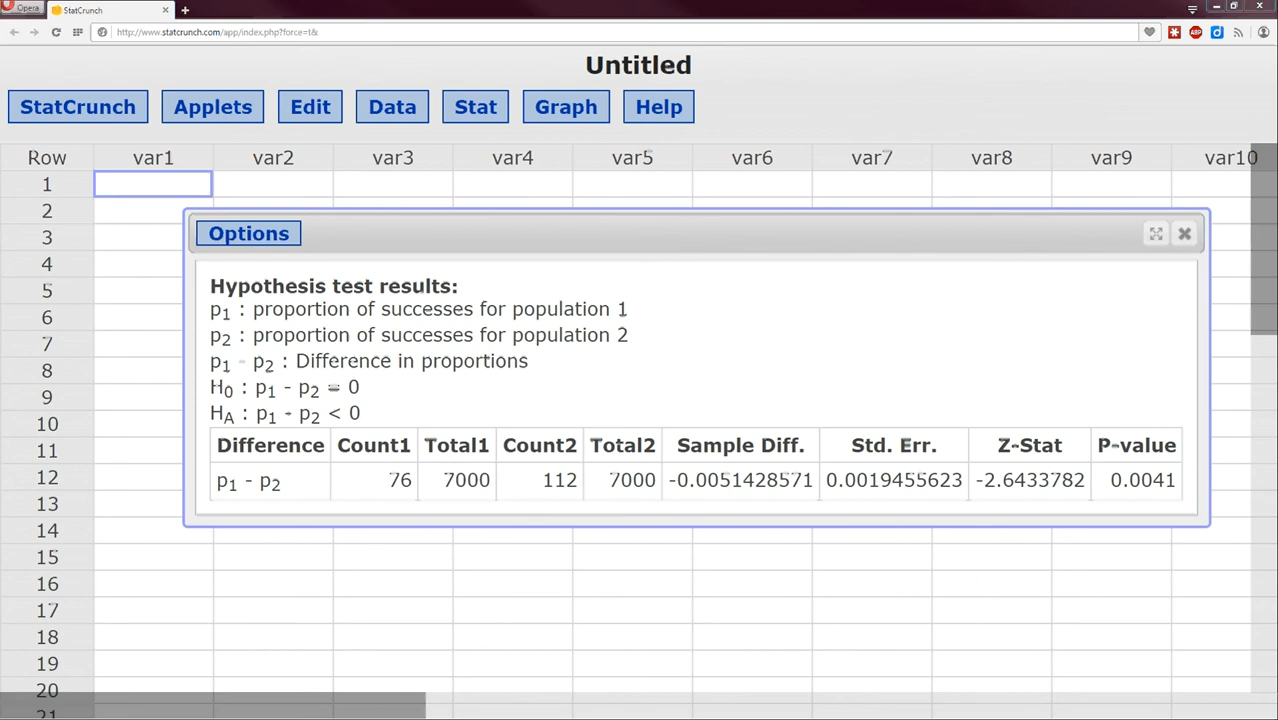 Opera
StatCrunch
http://www.statcrunch.com/app/index.php?force=t&
ABP
Untitled
StatCrunch Applets Edit Data Stat Graph Help
Row var1 var2 var3 var4 var5 var6 var7 var8 var9 var10
1
2
Options
3
4
Hypothesis test results:
5
p1 : proportion of successes for population 1
6
p2 : proportion of successes for population 2
7
p1 - p2 : Difference in proportions
8
H0 : p1 - p2 = 0
9
HA : p1 - p2 < 0
10
Difference Count1 Total1 Count2 Total2 Sample Diff. Std. Err. Z-Stat P-value
11
p1 - p2 76 7000 112 7000 -0.0051428571 0.0019455623 -2.6433782 0.0041
12
13
14
15
16
17
18
19
20
21